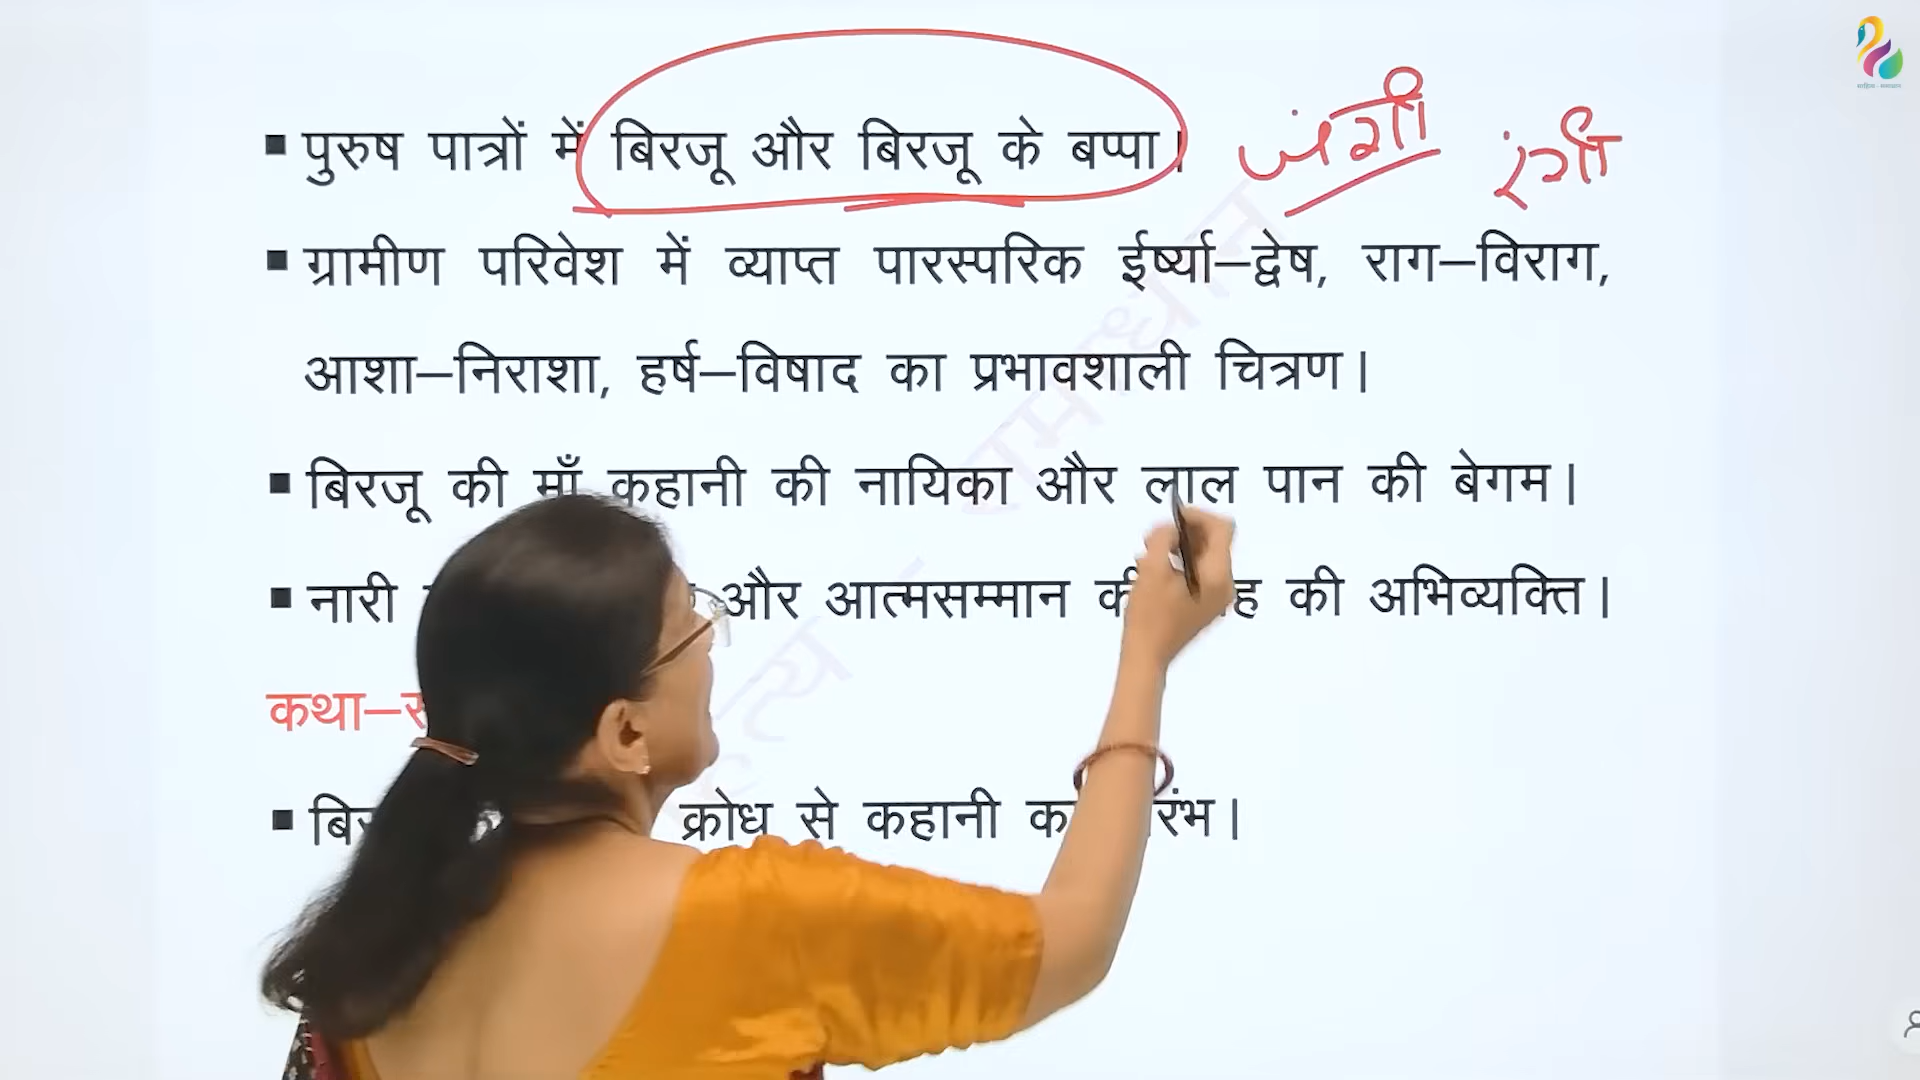 ▪ पुरुष पात्रों में बिरजू और बिरजू के बप्पा। जंगी रंगी
▪ ग्रामीण परिवेश में व्याप्त पारस्परिक ईर्ष्या–द्वेष, राग–विराग,
आशा–निराशा, हर्ष–विषाद का प्रभावशाली चित्रण।
▪ बिरजू की माँ कहानी की नायिका और लाल पान की बेगम।
▪ नारी और आत्मसम्मान की अभिव्यक्ति।
कथा–
▪ क्रोध से कहानी